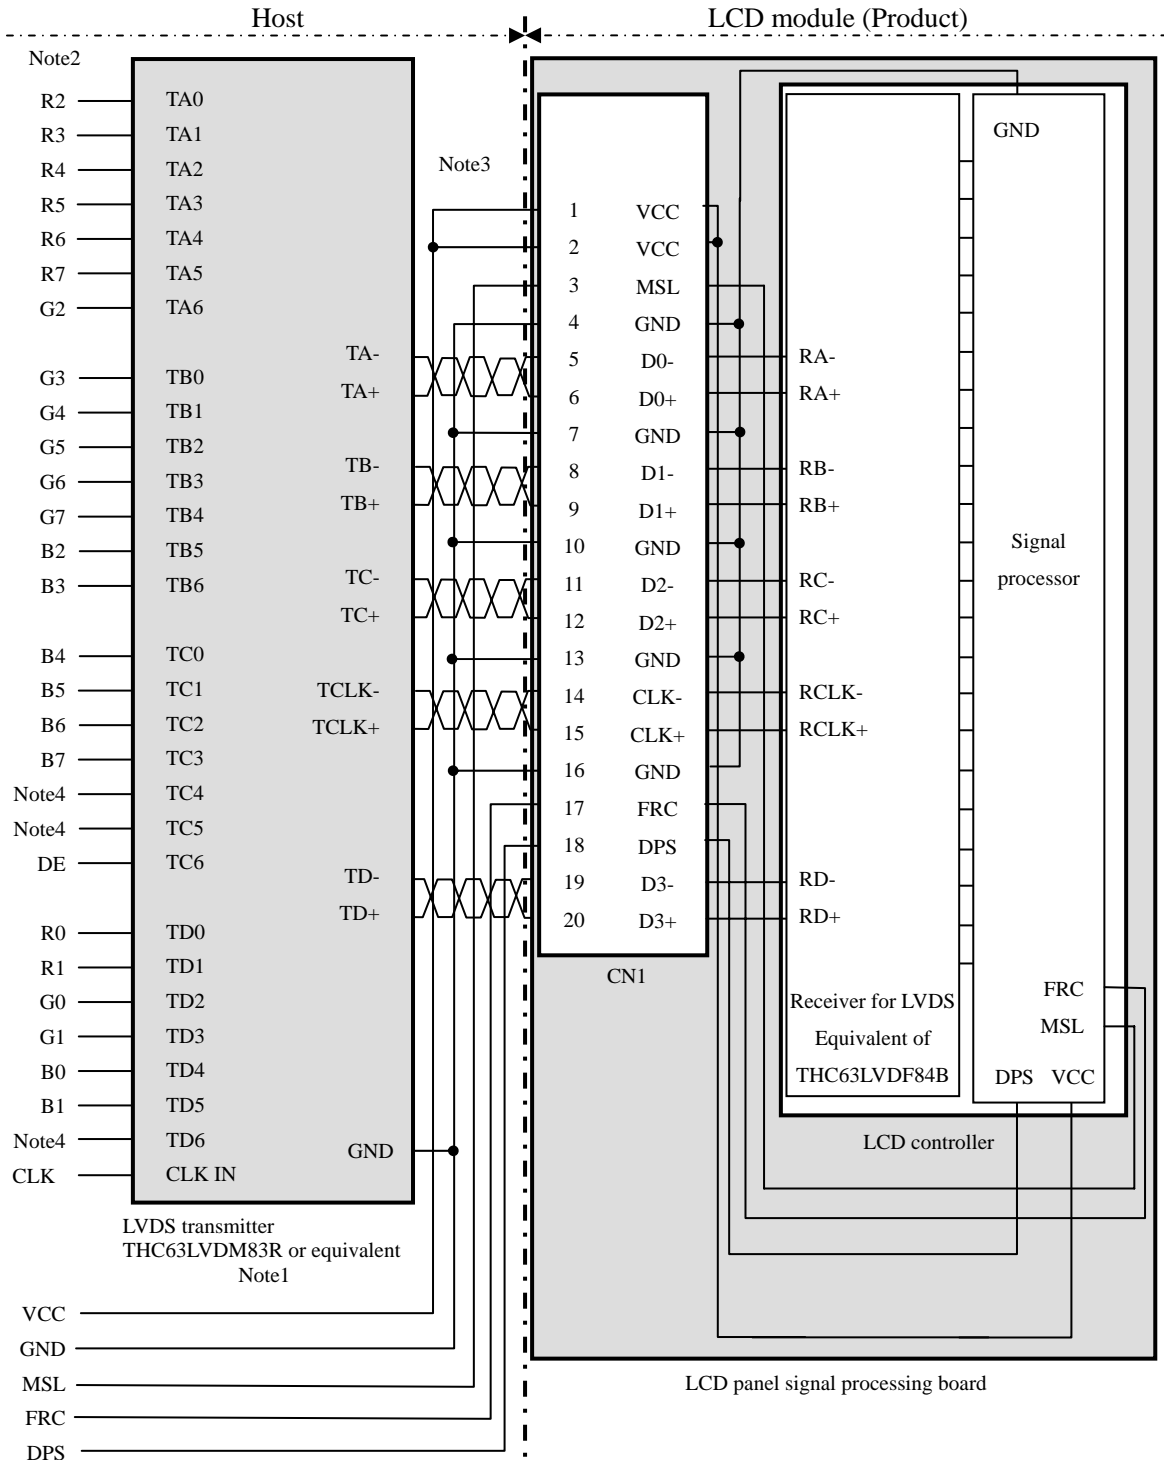 Host
LCD module (Product)
Note2
R2 TA0
R3 TA1
R4 TA2
R5 TA3
R6 TA4
R7 TA5
G2 TA6
G3 TB0
G4 TB1
G5 TB2
G6 TB3
G7 TB4
B2 TB5
B3 TB6
B4 TC0
B5 TC1
B6 TC2
B7 TC3
Note4 TC4
Note4 TC5
DE TC6
R0 TD0
R1 TD1
G0 TD2
G1 TD3
B0 TD4
B1 TD5
Note4 TD6
CLK CLK IN
TA-
TA+
TB-
TB+
TC-
TC+
TCLK-
TCLK+
TD-
TD+
GND
LVDS transmitter
THC63LVDM83R or equivalent
Note1
VCC
GND
MSL
FRC
DPS
Note3
1 VCC
2 VCC
3 MSL
4 GND
5 D0-
6 D0+
7 GND
8 D1-
9 D1+
10 GND
11 D2-
12 D2+
13 GND
14 CLK-
15 CLK+
16 GND
17 FRC
18 DPS
19 D3-
20 D3+
CN1
RA-
RA+
RB-
RB+
RC-
RC+
RCLK-
RCLK+
RD-
RD+
Receiver for LVDS
Equivalent of
THC63LVDF84B
GND
Signal
processor
FRC
MSL
DPS VCC
LCD controller
LCD panel signal processing board